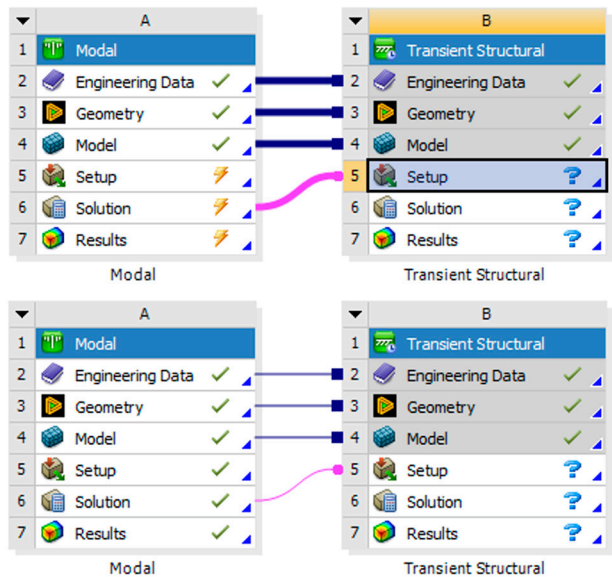 A B
1 Modal 1 Transient Structural
2 Engineering Data 2 Engineering Data
3 Geometry 3 Geometry
4 Model 4 Model
5 Setup 5 Setup ?
6 Solution 6 Solution ?
7 Results 7 Results ?
Modal Transient Structural
A B
1 Modal 1 Transient Structural
2 Engineering Data 2 Engineering Data
3 Geometry 3 Geometry
4 Model 4 Model
5 Setup 5 Setup ?
6 Solution 6 Solution ?
7 Results 7 Results ?
Modal Transient Structural